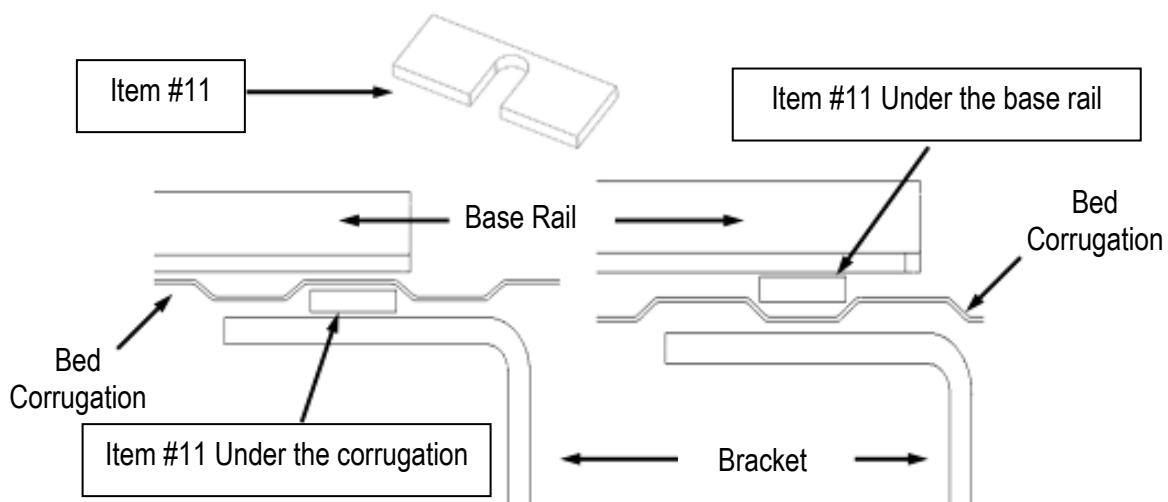 Item #11
Item #11 Under the base rail
Base Rail
Bed
Corrugation
Bed
Corrugation
Item #11 Under the corrugation
Bracket